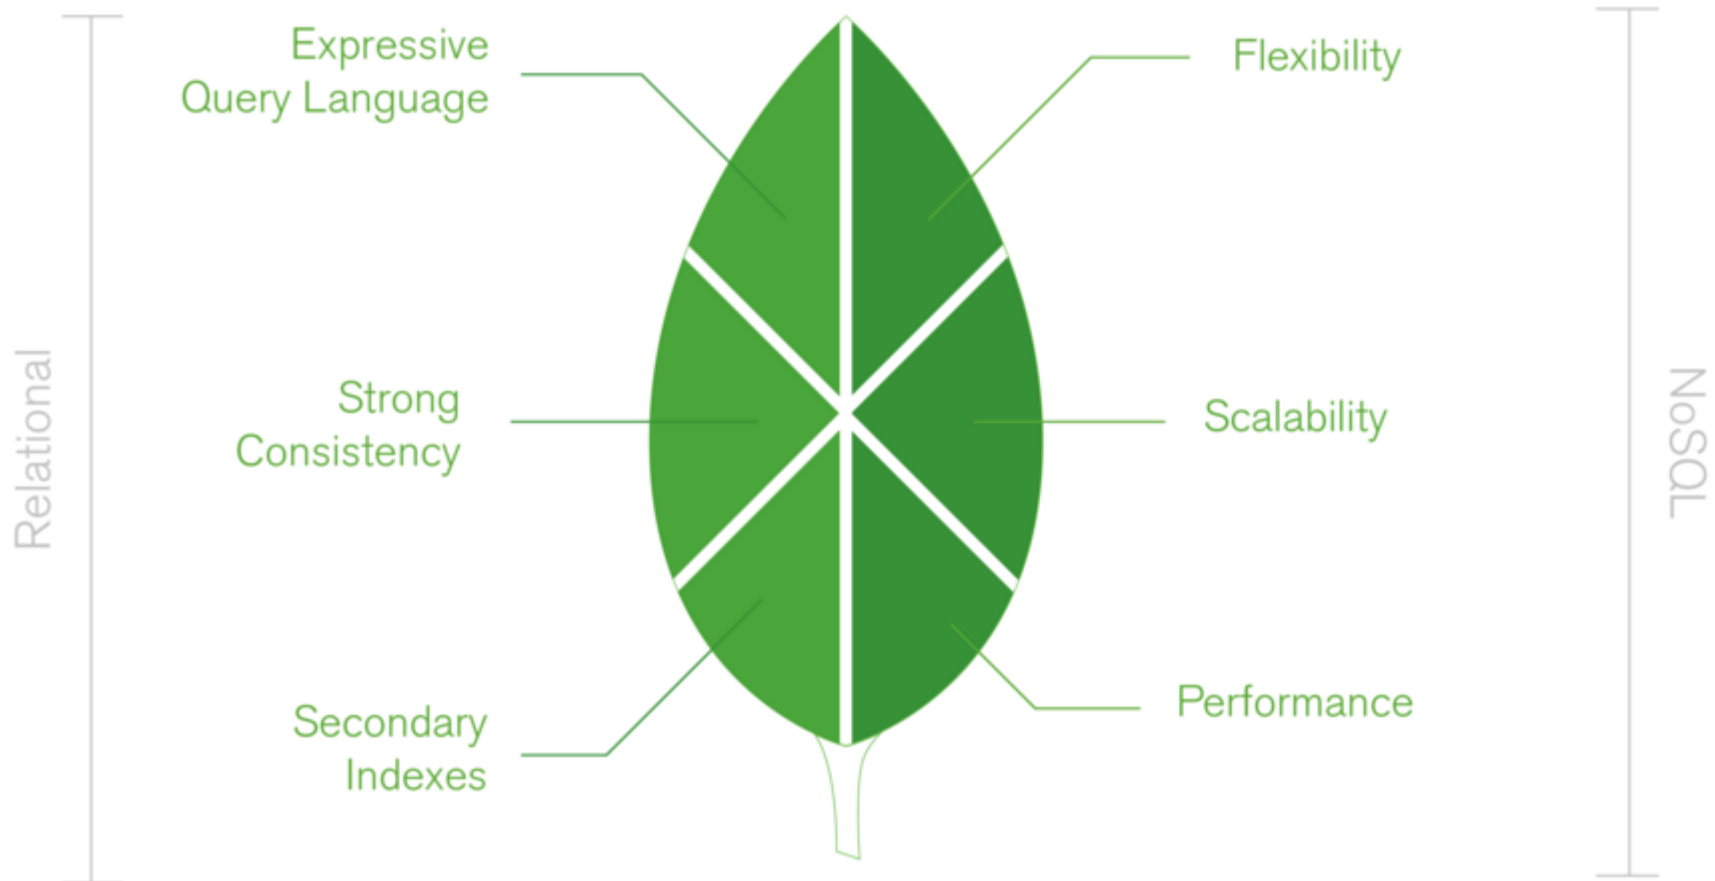 Relational
Expressive
Query Language
Strong
Consistency
Secondary
Indexes
Flexibility
Scalability
Performance
NoSQL